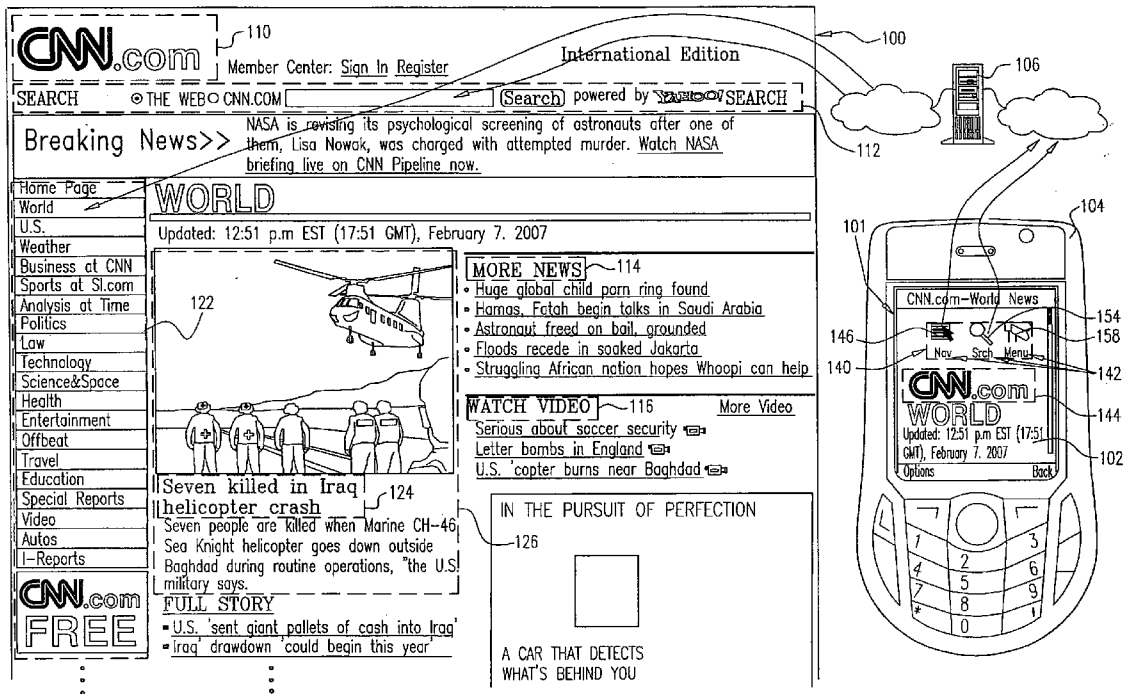 CNN.com
110
International Edition
100
106
Member Center: Sign In Register
SEARCH THE WEB CNN.COM Search powered by YAHOO! SEARCH
112
Breaking News>> NASA is revising its psychological screening of astronauts after one of
them, Lisa Nowak, was charged with attempted murder. Watch NASA
briefing live on CNN Pipeline now.
Home Page
World
U.S.
Weather
Business at CNN
Sports at SI.com
Analysis at Time
Politics
Law
Technology
Science&Space
Health
Entertainment
Offbeat
Travel
Education
Special Reports
Video
Autos
I-Reports
CNN.com
FREE
WORLD
Updated: 12:51 p.m EST (17:51 GMT), February 7. 2007
122
Seven killed in Iraq
helicopter crash
124
Seven people are killed when Marine CH-46
Sea Knight helicopter goes down outside
Baghdad during routine operations, "the U.S
military says.
126
FULL STORY
U.S. 'sent giant pallets of cash into Iraq'
Iraq' drawdown 'could begin this year'
MORE NEWS
114
Huge global child porn ring found
Hamas, Fatah begin talks in Saudi Arabia
Astronaut freed on bail, grounded
Floods recede in soaked Jakarta
Struggling African nation hopes Whoopi can help
WATCH VIDEO
116
More Video
Serious about soccer security
Letter bombs in England
U.S. 'copter burns near Baghdad
IN THE PURSUIT OF PERFECTION
A CAR THAT DETECTS
WHAT'S BEHIND YOU
104
101
CNN.com-World News
154
146
158
Nav Srch Menu
140
142
CNN.com
144
WORLD
Updated: 12:51 p.m EST (17:51
GMT), February 7. 2007
102
Options Back
1 2 3
4 5 6
7 8 9
* 0